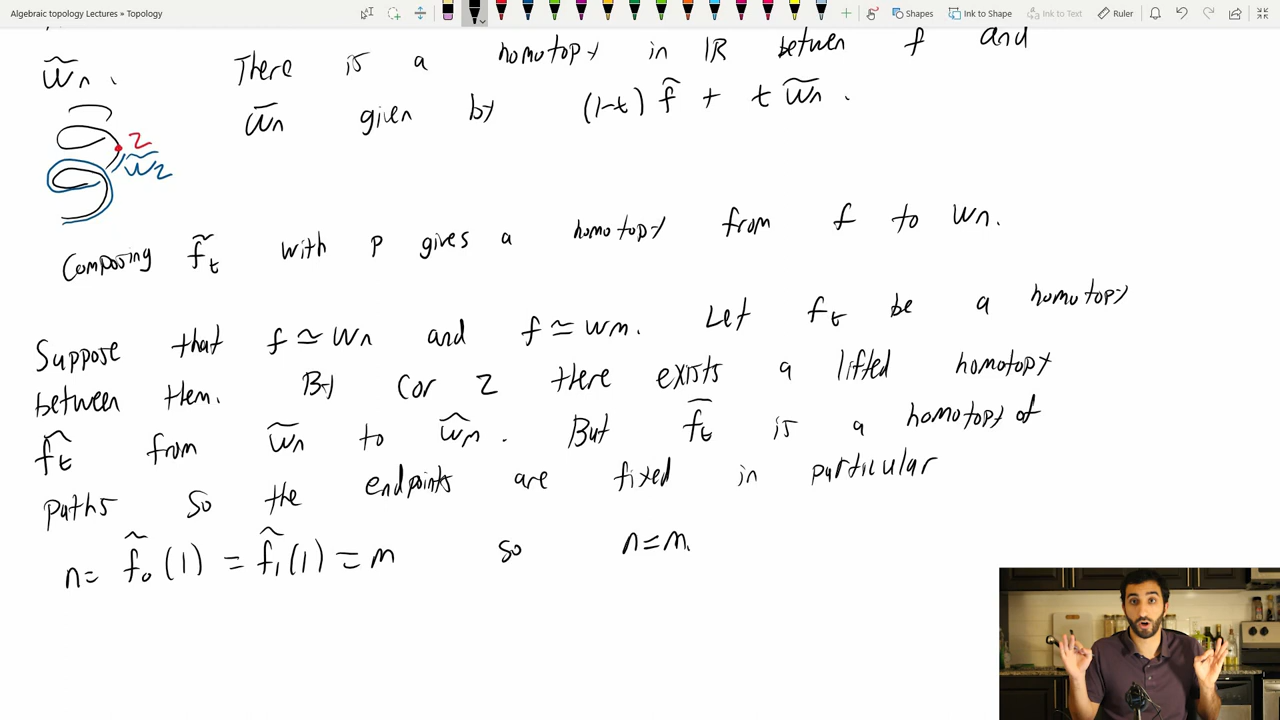 Algebraic topology Lectures » Topology
Shapes
Ink to Shape
Ink to Text
Ruler
w̃n. There is a homotopy in IR betwen f̃ and
w̃n given by (1-t) f̃ + t w̃n.
2
w̃2
Composing f̃t with p gives a homotopy from f to wn.
Suppose that f ≃ wn and f ≃ wm. Let ft be a homotopy
between them. By Cor 2 there exists a lifted homotopy
f̃t from w̃n to w̃m. But f̃t is a homotopy of
paths so the endpoints are fixed in particular
n= f̃0(1) = f̃1(1) = m so n=m.